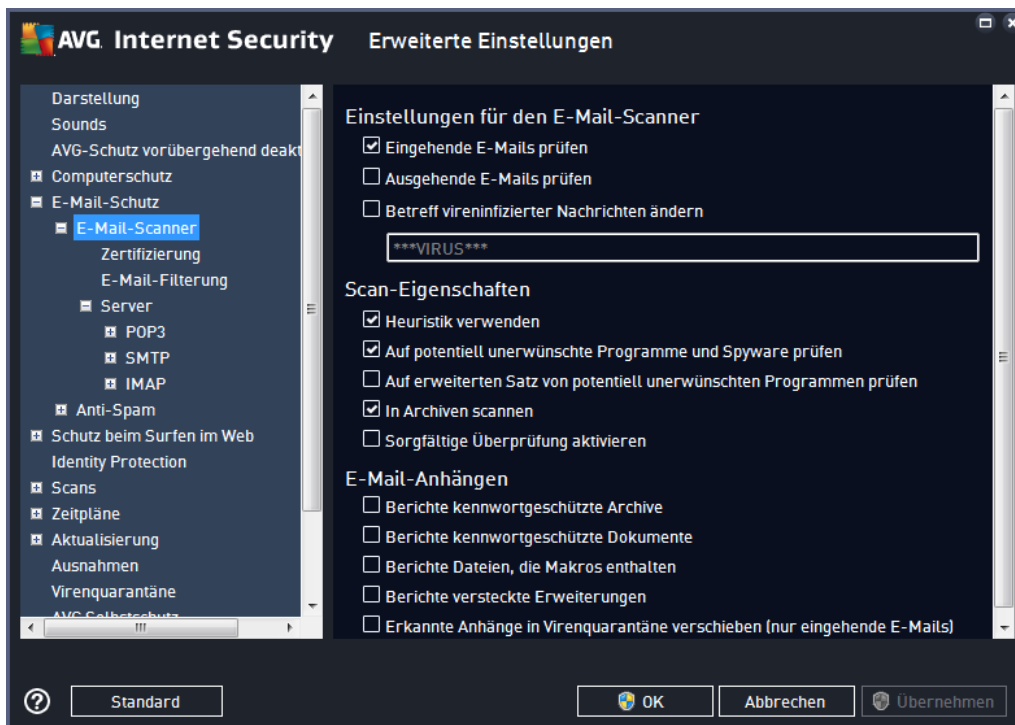 AVG. Internet Security Erweiterte Einstellungen
Darstellung
Sounds
AVG-Schutz vorübergehend deakt
Computerschutz
E-Mail-Schutz
E-Mail-Scanner
Zertifizierung
E-Mail-Filterung
Server
POP3
SMTP
IMAP
Anti-Spam
Schutz beim Surfen im Web
Identity Protection
Scans
Zeitpläne
Aktualisierung
Ausnahmen
Virenquarantäne
AVG Selbstschutz
Einstellungen für den E-Mail-Scanner
Eingehende E-Mails prüfen
Ausgehende E-Mails prüfen
Betreff vireninfizierter Nachrichten ändern
***VIRUS***
Scan-Eigenschaften
Heuristik verwenden
Auf potentiell unerwünschte Programme und Spyware prüfen
Auf erweiterten Satz von potentiell unerwünschten Programmen prüfen
In Archiven scannen
Sorgfältige Überprüfung aktivieren
E-Mail-Anhängen
Berichte kennwortgeschützte Archive
Berichte kennwortgeschützte Dokumente
Berichte Dateien, die Makros enthalten
Berichte versteckte Erweiterungen
Erkannte Anhänge in Virenquarantäne verschieben (nur eingehende E-Mails)
? Standard OK Abbrechen Übernehmen